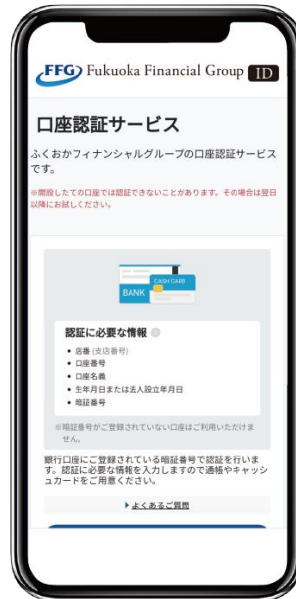 FFG Fukuoka Financial Group ID
口座認証サービス
ふくおかフィナンシャルグループの口座認証サービス
です。
※開設したての口座では認証できないことがあります。その場合は翌日
以降にお試しください。
CASH CARD
BANK
認証に必要な情報
• 店番 (支店番号)
• 口座番号
• 口座名義
• 生年月日または法人設立年月日
• 暗証番号
※暗証番号がご登録されていない口座はご利用いただけま
せん。
銀行口座にご登録されている暗証番号で認証を行いま
す。認証に必要な情報を入力しますので通帳やキャッシ
ュカードをご用意ください。
よくあるご質問